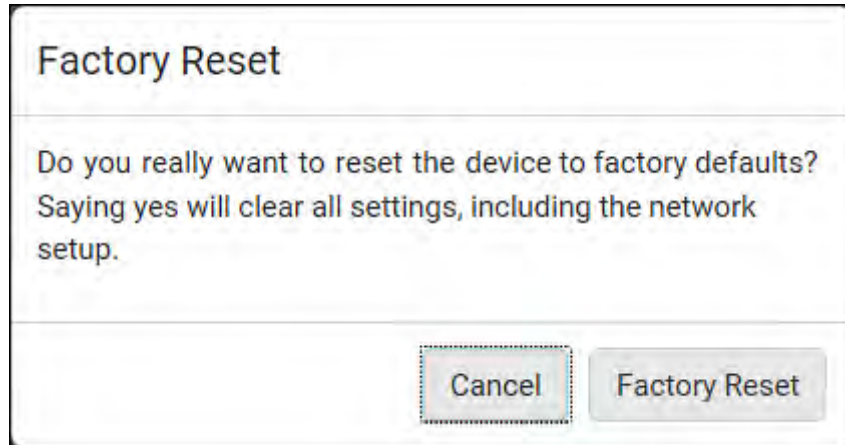 Factory Reset
Do you really want to reset the device to factory defaults?
Saying yes will clear all settings, including the network
setup.
Cancel Factory Reset